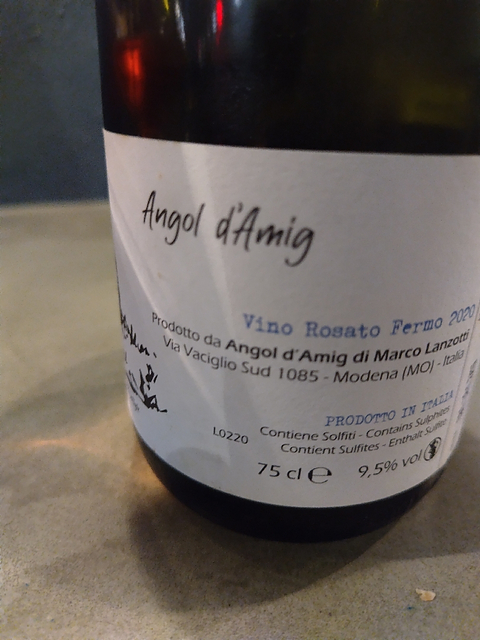 Angol d'Amig
Vino Rosato Fermo 2020
Prodotto da Angol d'Amig di Marco Lanzotti
Via Vaciglio Sud 1085 - Modena (MO) - Italia
PRODOTTO IN ITALIA
L0220
Contiene Solfiti - Contains Sulphites
Contient Sulfites - Enthält Sulfite
75 cl e
9,5% vol